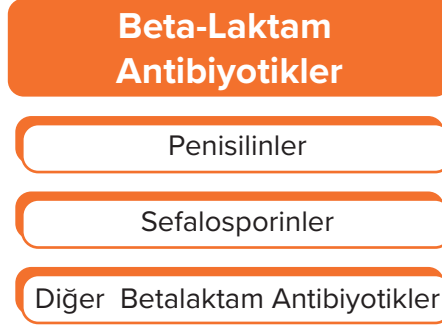 Beta-Laktam
Antibiyotikler
Penisilinler
Sefalosporinler
Diğer Betalaktam Antibiyotikler